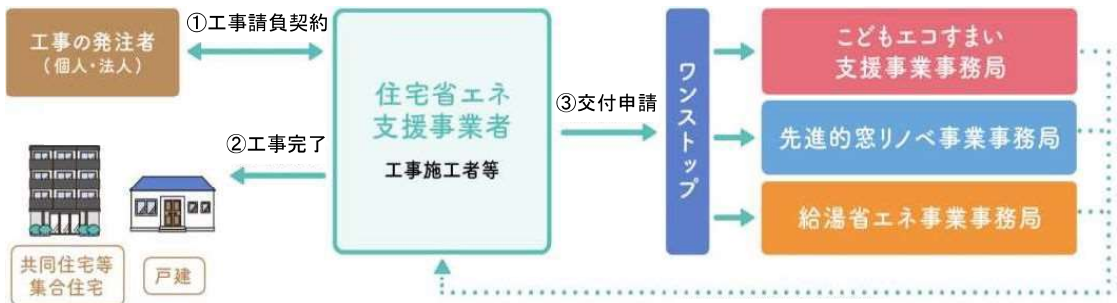 工事の発注者
（個人・法人）
①工事請負契約
②工事完了
共同住宅等
集合住宅
戸建
住宅省エネ
支援事業者
工事施工者等
③交付申請
ワンストップ
こどもエコすまい
支援事業事務局
先進的窓リノベ事業事務局
給湯省エネ事業事務局